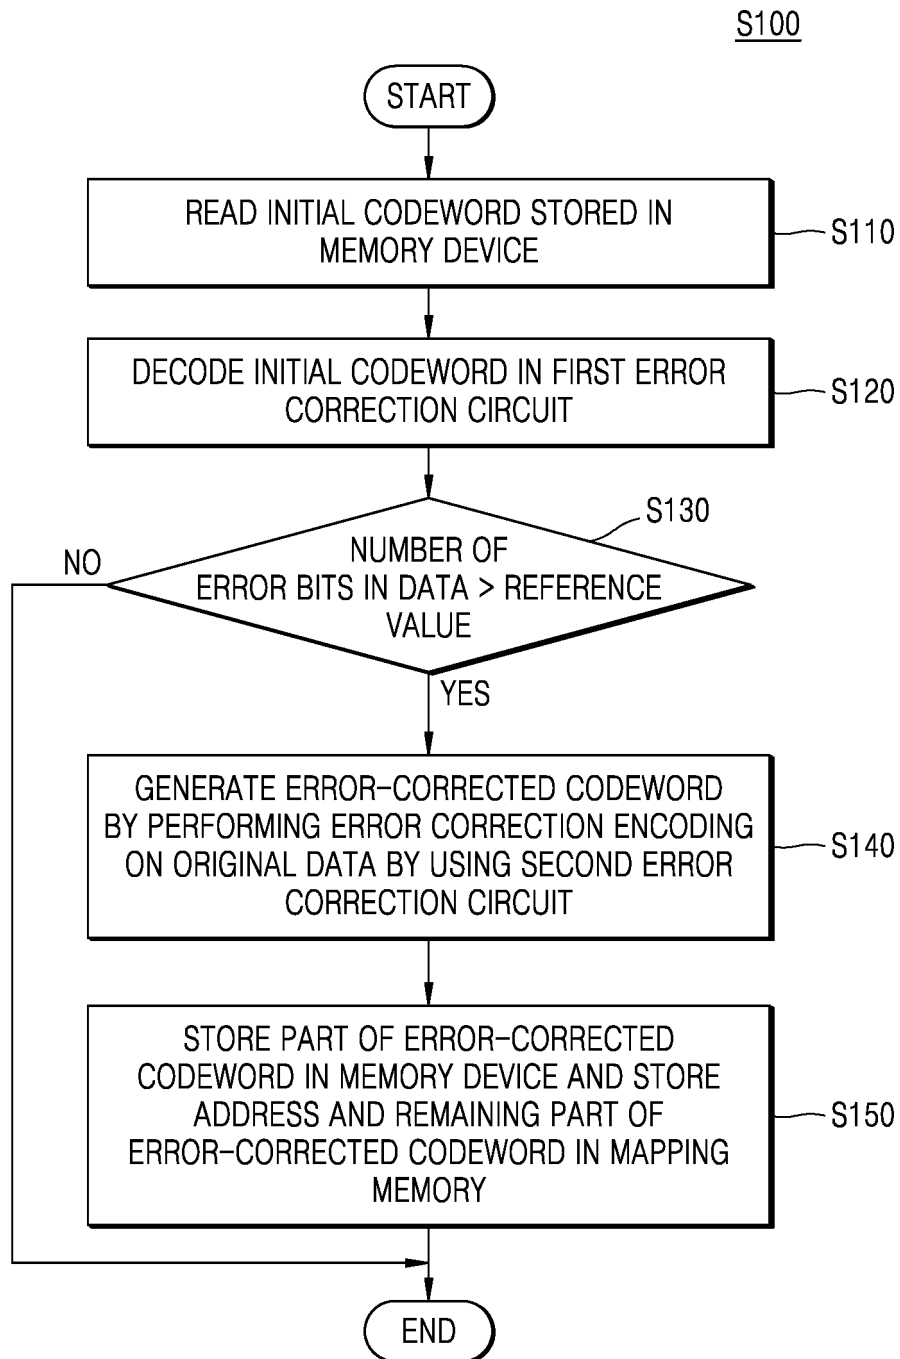 S100
START
READ INITIAL CODEWORD STORED IN
MEMORY DEVICE
S110
DECODE INITIAL CODEWORD IN FIRST ERROR
CORRECTION CIRCUIT
S120
S130
NUMBER OF
ERROR BITS IN DATA > REFERENCE
VALUE
NO
YES
GENERATE ERROR-CORRECTED CODEWORD
BY PERFORMING ERROR CORRECTION ENCODING
ON ORIGINAL DATA BY USING SECOND ERROR
CORRECTION CIRCUIT
S140
STORE PART OF ERROR-CORRECTED
CODEWORD IN MEMORY DEVICE AND STORE
ADDRESS AND REMAINING PART OF
ERROR-CORRECTED CODEWORD IN MAPPING
MEMORY
S150
END